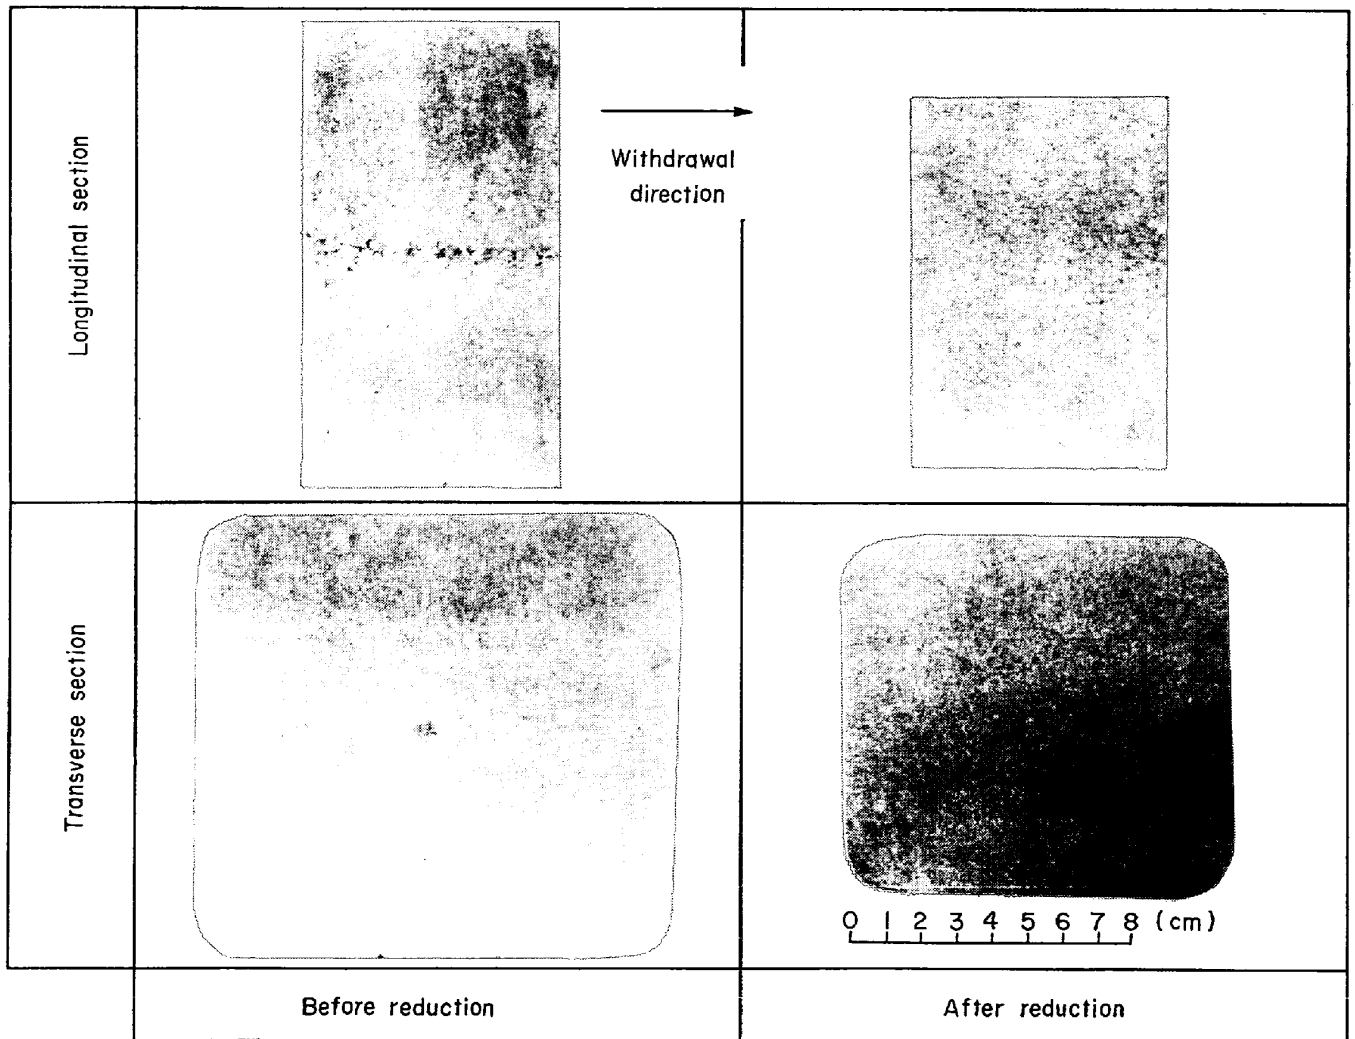 Longitudinal section
Withdrawal
direction
Transverse section
0 1 2 3 4 5 6 7 8 (cm)
Before reduction
After reduction